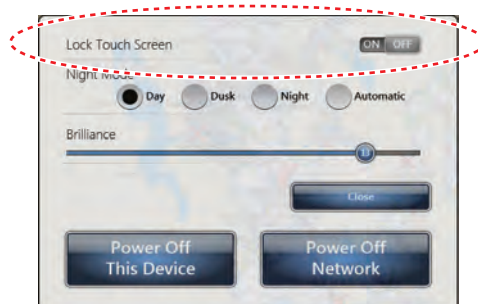 Lock Touch Screen ON OFF
Night Mode
Day Dusk Night Automatic
Brilliance
13
Close
Power Off Power Off
This Device Network